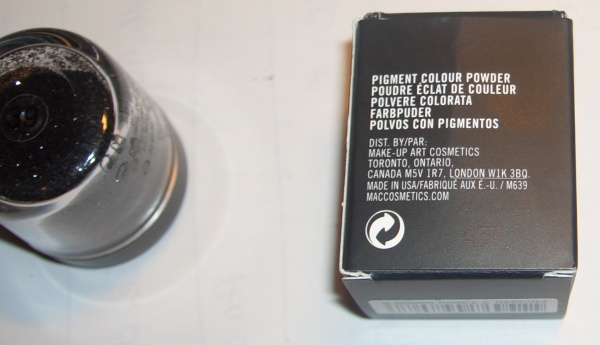 PIGMENT COLOUR POWDER
POUDRE ÉCLAT DE COULEUR
POLVERE COLORATA
FARBPUDER
POLVOS CON PIGMENTOS
DIST. BY/PAR:
MAKE-UP ART COSMETICS
TORONTO, ONTARIO,
CANADA M5V 1R7, LONDON W1K 3BQ
MADE IN USA/FABRIQUÉ AUX É.-U. / M639
MACCOSMETICS.COM